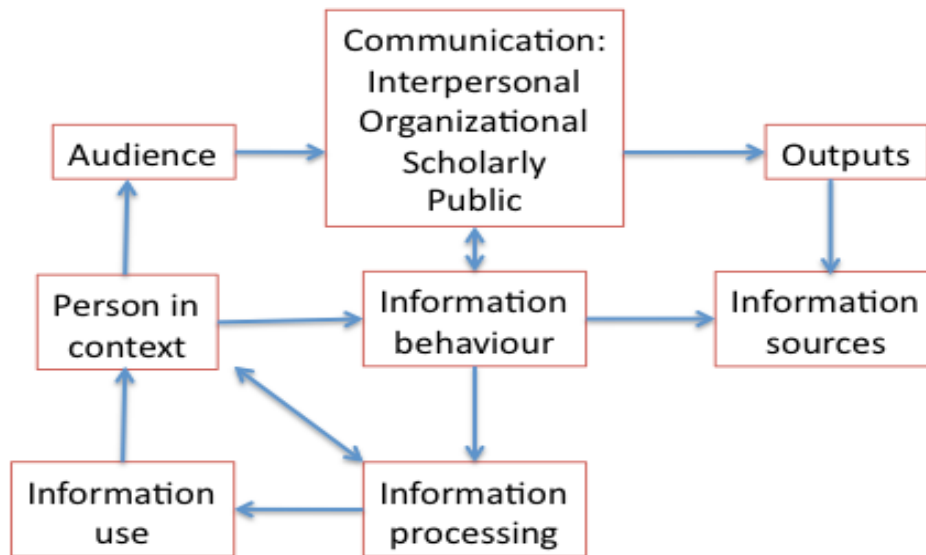 Communication:
Interpersonal
Organizational
Scholarly
Public
Audience
Outputs
Person in
context
Information
behaviour
Information
sources
Information
use
Information
processing